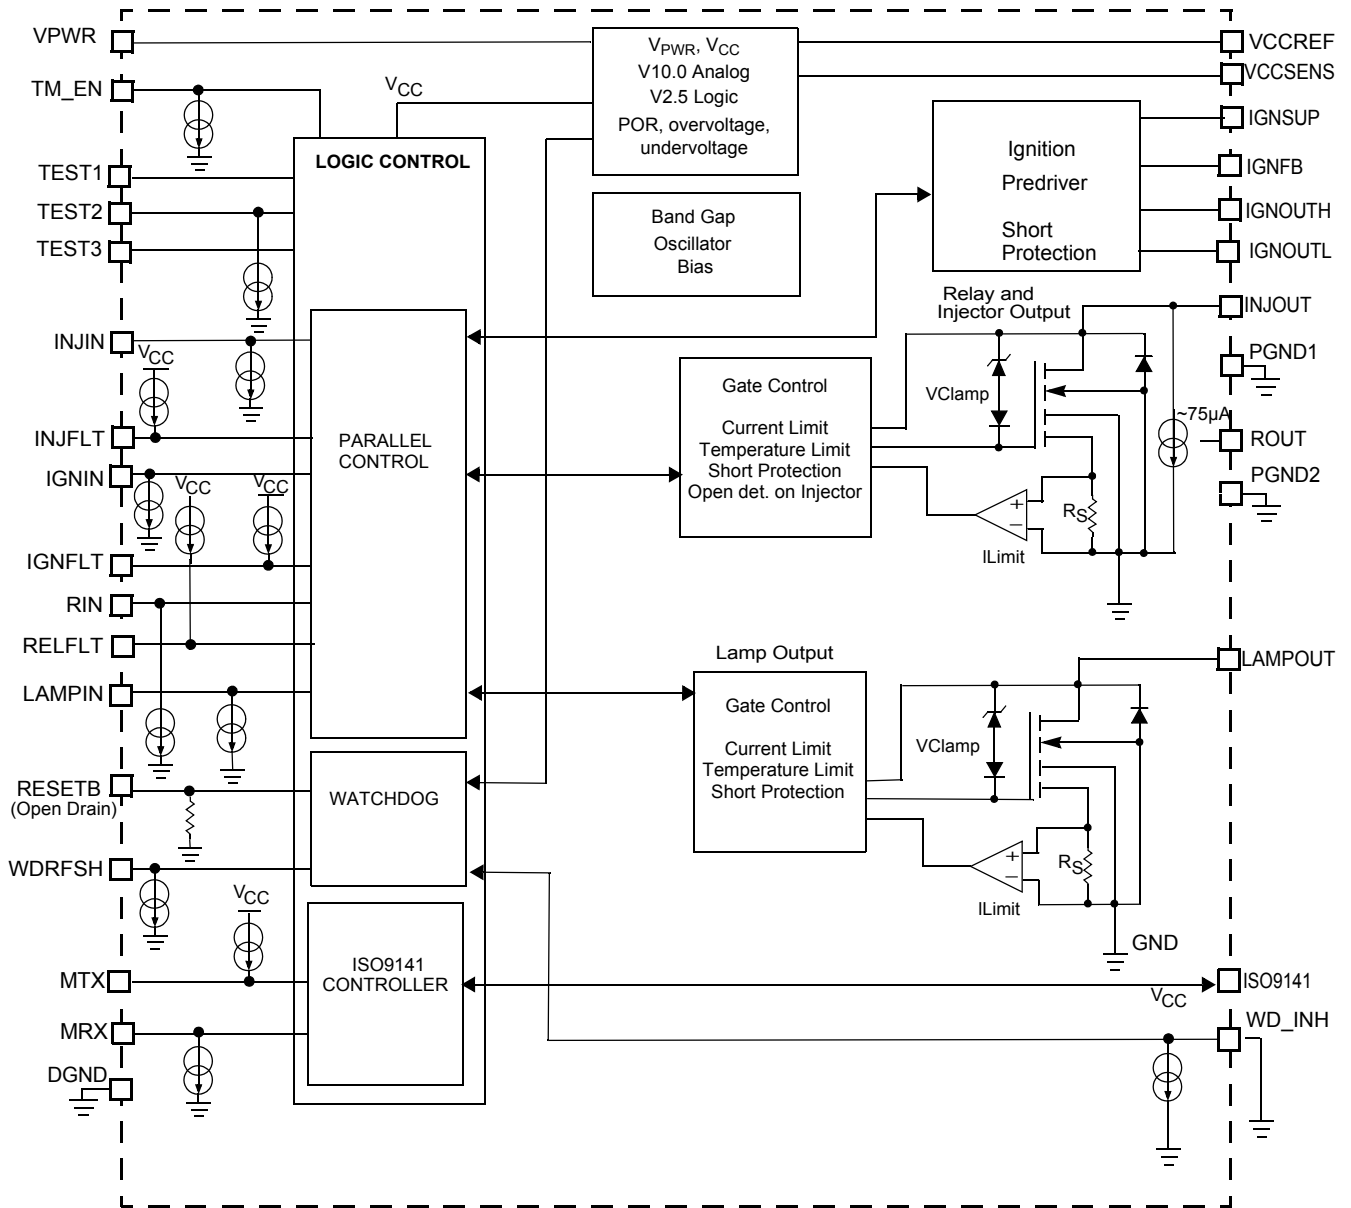 VPWR
TM_EN
TEST1
TEST2
TEST3
INJIN
VCC
INJFLT
IGNIN
VCC
VCC
IGNFLT
RIN
RELFLT
LAMPIN
RESETB
(Open Drain)
WDRFSH
VCC
MTX
MRX
DGND
VCC
LOGIC CONTROL
PARALLEL
CONTROL
WATCHDOG
ISO9141
CONTROLLER
VPWR, VCC
V10.0 Analog
V2.5 Logic
POR, overvoltage,
undervoltage
Band Gap
Oscillator
Bias
Ignition
Predriver
Short
Protection
Relay and
Injector Output
Gate Control
Current Limit
Temperature Limit
Short Protection
Open det. on Injector
VClamp
+
−
RS
ILimit
~75µA
Lamp Output
Gate Control
Current Limit
Temperature Limit
Short Protection
VClamp
+
−
RS
ILimit
GND
VCC
VCCREF
VCCSENS
IGNSUP
IGNFB
IGNOUTH
IGNOUTL
INJOUT
PGND1
ROUT
PGND2
LAMPOUT
ISO9141
WD_INH